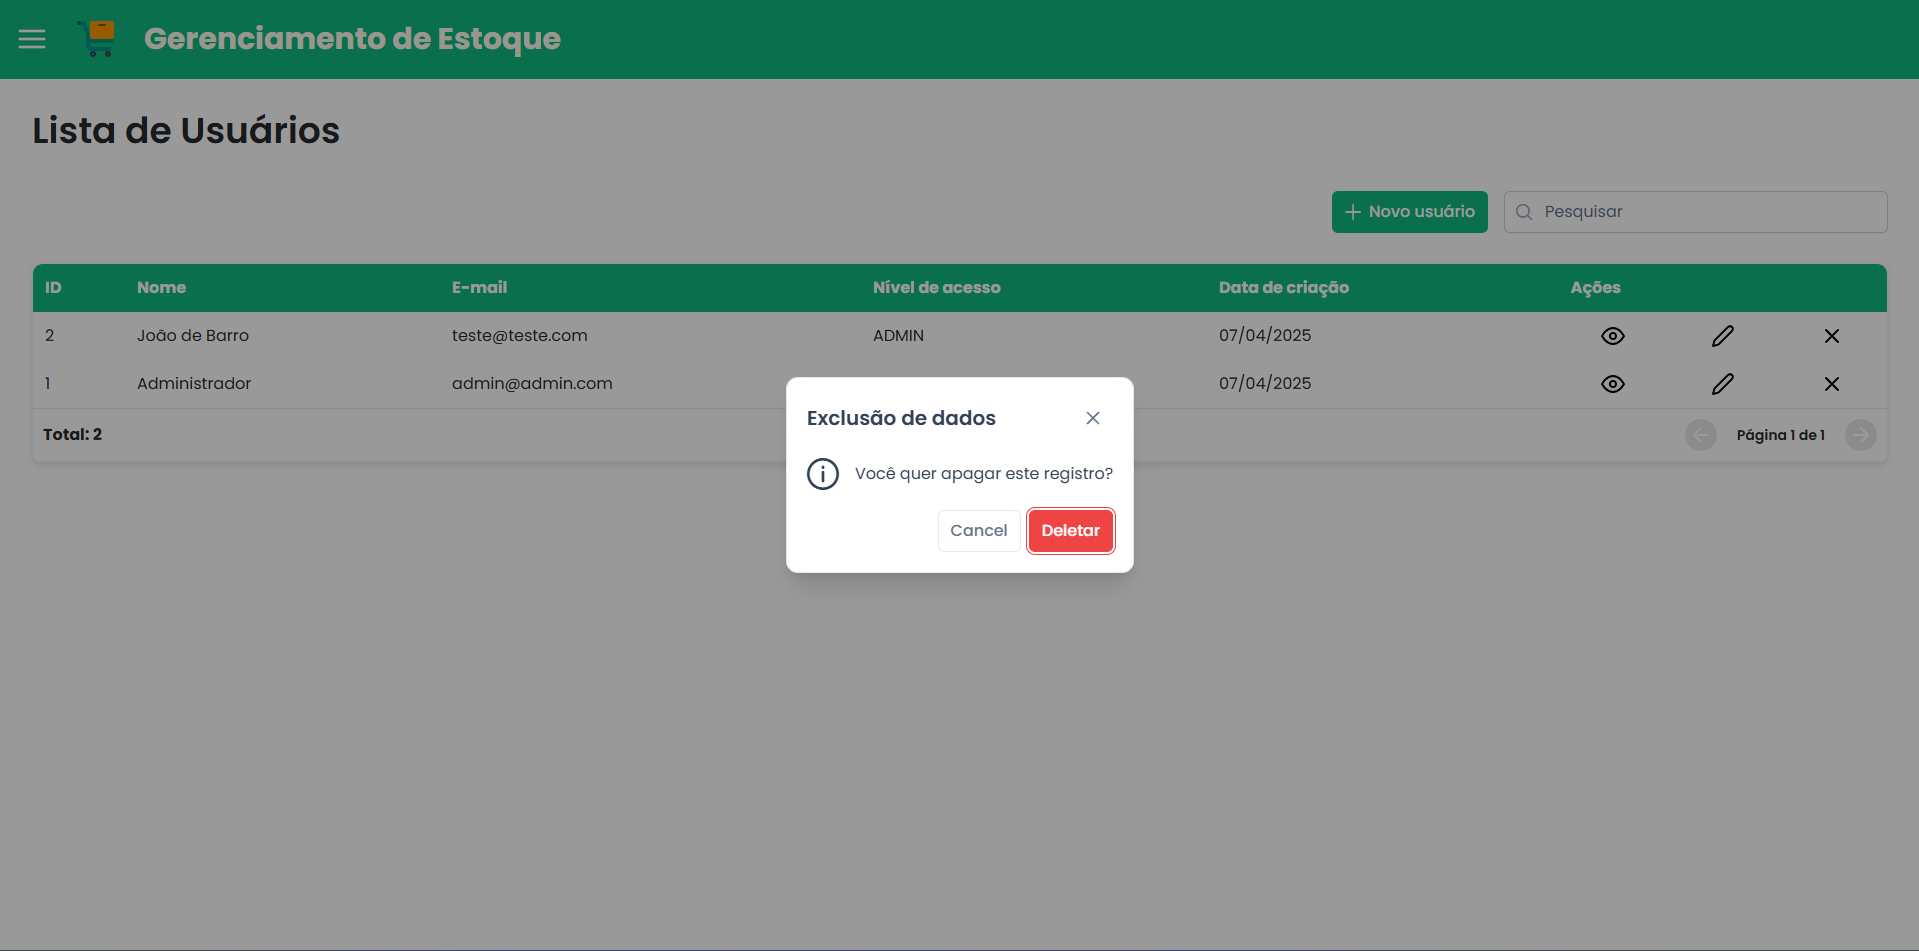 Gerenciamento de Estoque
Lista de Usuários
Novo usuário
Pesquisar
ID Nome E-mail Nível de acesso Data de criação Ações
2 João de Barro teste@teste.com ADMIN 07/04/2025
1 Administrador admin@admin.com 07/04/2025
Total: 2 Página 1 de 1
Exclusão de dados
Você quer apagar este registro?
Cancel Deletar